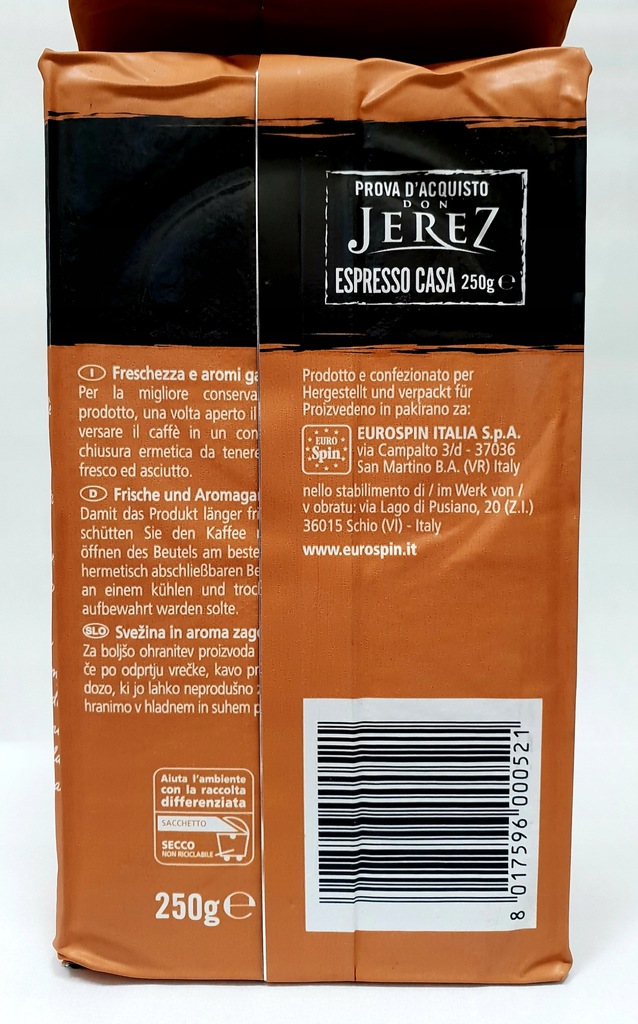 PROVA D'ACQUISTO
DON
JEREZ
ESPRESSO CASA 250g ℮
I Freschezza e aromi ga
Per la migliore conserva
prodotto, una volta aperto il
versare il caffè in un con
chiusura ermetica da tenere
fresco ed asciutto.
D Frische und Aromagar
Damit das Produkt länger fri
schütten Sie den Kaffee
öffnen des Beutels am beste
hermetisch abschließbaren Be
an einem kühlen und troc
aufbewahrt warden solte.
SLO Svežina in aroma zag
Za boljšo ohranitev proizvoda
če po odprtju vrečke, kavo pr
dozo, ki jo lahko neprodušno
hranimo v hladnem in suhem p
Aiuta l'ambiente
con la raccolta
differenziata
SACCHETTO
SECCO
NON RICICLABILE
250g ℮
Prodotto e confezionato per
Hergestellt und verpackt für
Proizvedeno in pakirano za:
EURO
Spin
EUROSPIN ITALIA S.p.A.
via Campalto 3/d - 37036
San Martino B.A. (VR) Italy
nello stabilimento di / im Werk von /
v obratu: via Lago di Pusiano, 20 (Z.I.)
36015 Schio (VI) - Italy
www.eurospin.it
8 017596 000521